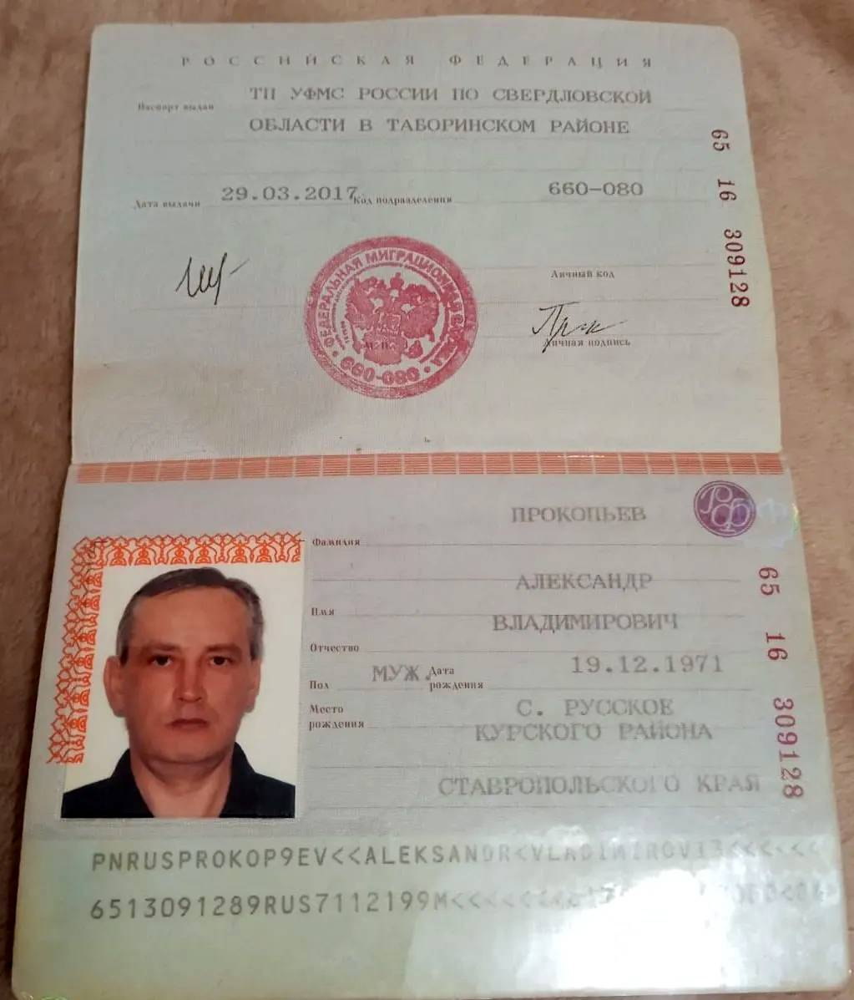 РОССИЙСКАЯ ФЕДЕРАЦИЯ
Паспорт выдан ТП УФМС РОССИИ ПО СВЕРДЛОВСКОЙ
ОБЛАСТИ В ТАБОРИНСКОМ РАЙОНЕ
Дата выдачи 29.03.2017 Код подразделения 660-080
65 16 309128
Личный код
ФЕДЕРАЛЬНАЯ МИГРАЦИОННАЯ СЛУЖБА
660-080
Личная подпись
ПРОКОПЬЕВ
Фамилия
АЛЕКСАНДР
Имя
ВЛАДИМИРОВИЧ
Отчество
Пол МУЖ. Дата рождения 19.12.1971
Место рождения С. РУССКОЕ
КУРСКОГО РАЙОНА
СТАВРОПОЛЬСКОГО КРАЯ
РФ
65 16 309128
PNRUSPROKOP9EV<<ALEKSANDR<VLADIMIROVI3<<<<<<
6513091289RUS7112199M<<<<<<<